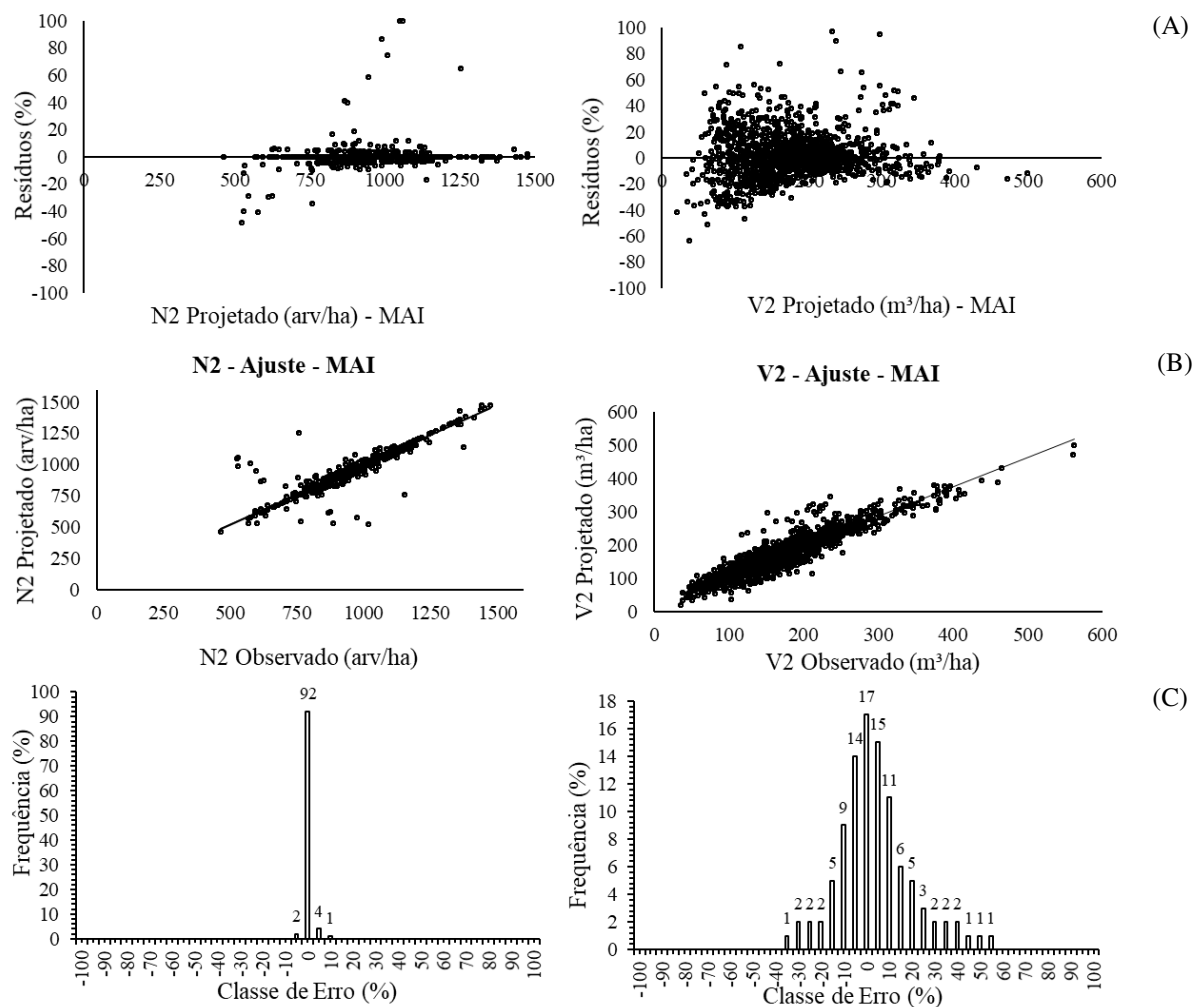 (A)
100
80
60
40
20
0
-20
-40
-60
-80
-100
0 250 500 750 1000 1250 1500
Resíduos (%)
N2 Projetado (arv/ha) - MAI
100
80
60
40
20
0
-20
-40
-60
-80
-100
0 100 200 300 400 500 600
Resíduos (%)
V2 Projetado (m³/ha) - MAI
(B)
N2 - Ajuste - MAI
1500
1250
1000
750
500
250
0
0 250 500 750 1000 1250 1500
N2 Projetado (arv/ha)
N2 Observado (arv/ha)
V2 - Ajuste - MAI
600
500
400
300
200
100
0
0 100 200 300 400 500 600
V2 Projetado (m³/ha)
V2 Observado (m³/ha)
(C)
100
90
80
70
60
50
40
30
20
10
0
2 92 4 1
-100 -90 -80 -70 -60 -50 -40 -30 -20 -10 0 10 20 30 40 50 60 70 80 90 100
Frequência (%)
Classe de Erro (%)
18
16
14
12
10
8
6
4
2
0
1 2 2 2 5 9 14 17 15 11 6 5 3 2 2 2 1 1 1
-100 -90 -80 -70 -60 -50 -40 -30 -20 -10 0 10 20 30 40 50 60 70 80 90 100
Frequência (%)
Classe de Erro (%)